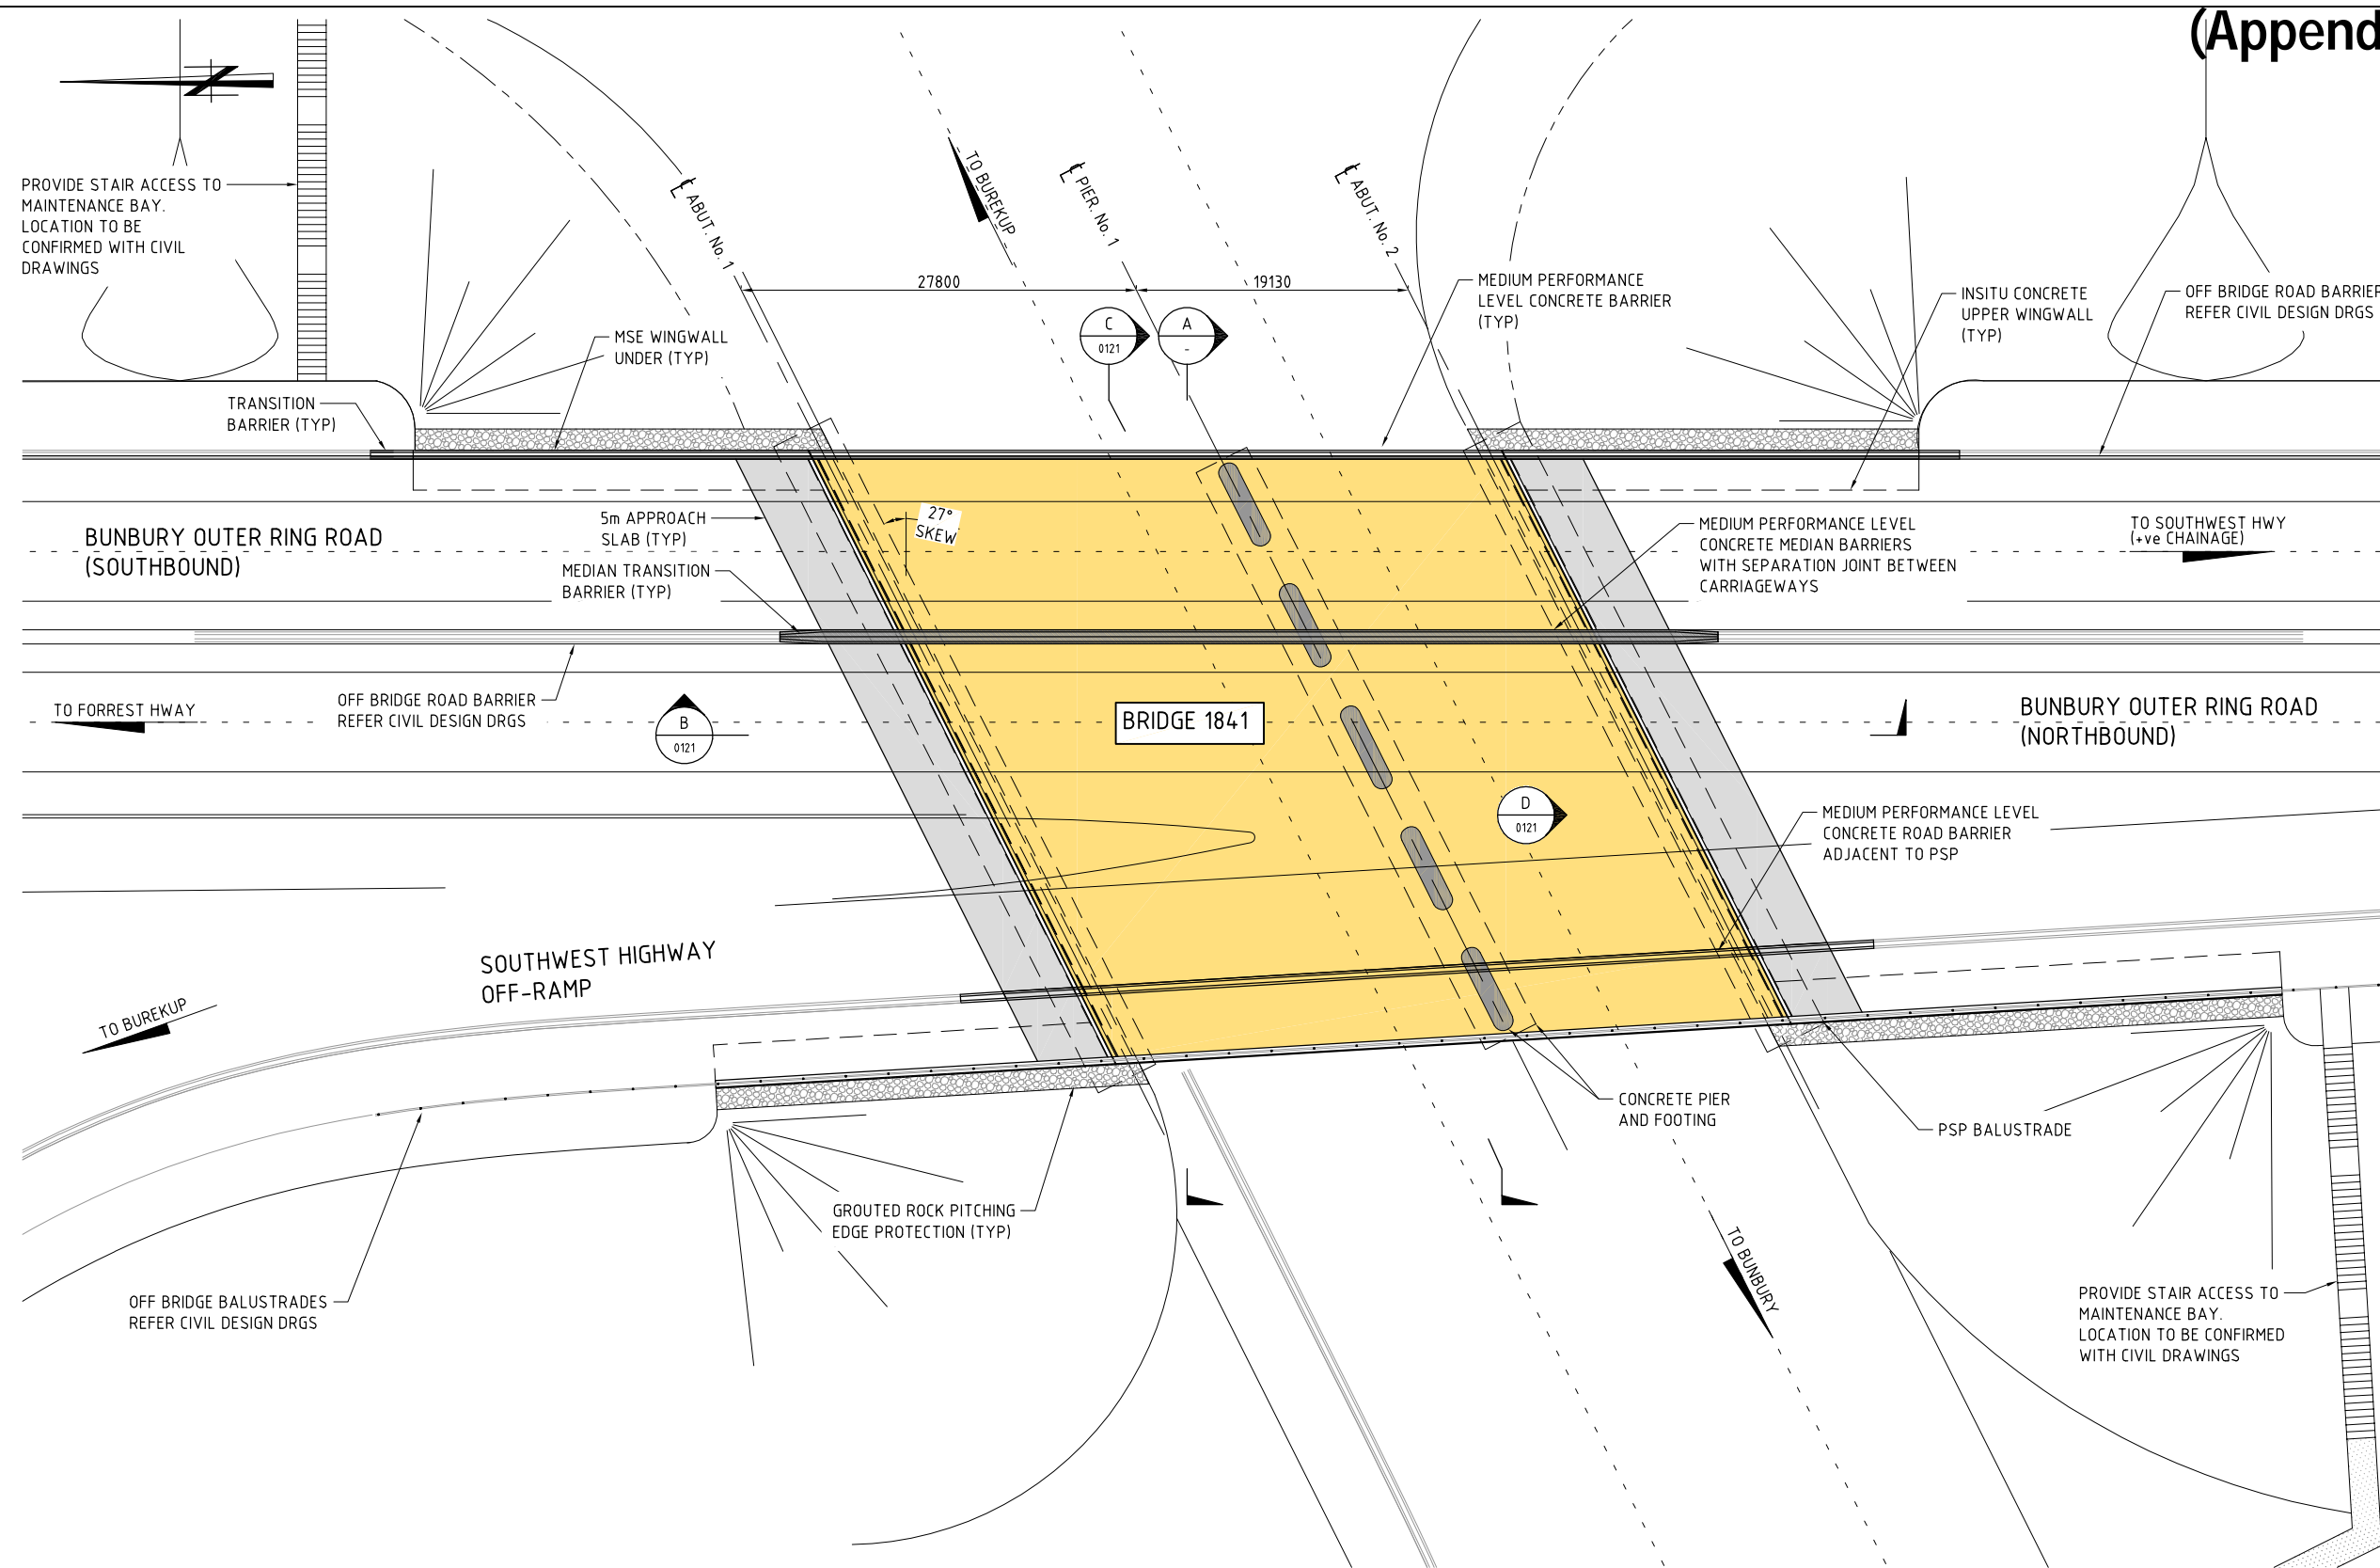 (Append
PROVIDE STAIR ACCESS TO
MAINTENANCE BAY.
LOCATION TO BE
CONFIRMED WITH CIVIL
DRAWINGS
TRANSITION
BARRIER (TYP)
MSE WINGWALL
UNDER (TYP)
℄ ABUT. No. 1
TO BUREKUP
℄ PIER. No. 1
℄ ABUT. No. 2
27800
19130
C
0121
A
-
MEDIUM PERFORMANCE
LEVEL CONCRETE BARRIER
(TYP)
INSITU CONCRETE
UPPER WINGWALL
(TYP)
OFF BRIDGE ROAD BARRIER
REFER CIVIL DESIGN DRGS
BUNBURY OUTER RING ROAD
(SOUTHBOUND)
5m APPROACH
SLAB (TYP)
27°
SKEW
MEDIAN TRANSITION
BARRIER (TYP)
MEDIUM PERFORMANCE LEVEL
CONCRETE MEDIAN BARRIERS
WITH SEPARATION JOINT BETWEEN
CARRIAGEWAYS
TO SOUTHWEST HWY
(+ve CHAINAGE)
TO FORREST HWAY
OFF BRIDGE ROAD BARRIER
REFER CIVIL DESIGN DRGS
B
0121
BRIDGE 1841
BUNBURY OUTER RING ROAD
(NORTHBOUND)
D
0121
MEDIUM PERFORMANCE LEVEL
CONCRETE ROAD BARRIER
ADJACENT TO PSP
SOUTHWEST HIGHWAY
OFF-RAMP
TO BUREKUP
CONCRETE PIER
AND FOOTING
PSP BALUSTRADE
GROUTED ROCK PITCHING
EDGE PROTECTION (TYP)
TO BUNBURY
OFF BRIDGE BALUSTRADES
REFER CIVIL DESIGN DRGS
PROVIDE STAIR ACCESS TO
MAINTENANCE BAY.
LOCATION TO BE CONFIRMED
WITH CIVIL DRAWINGS